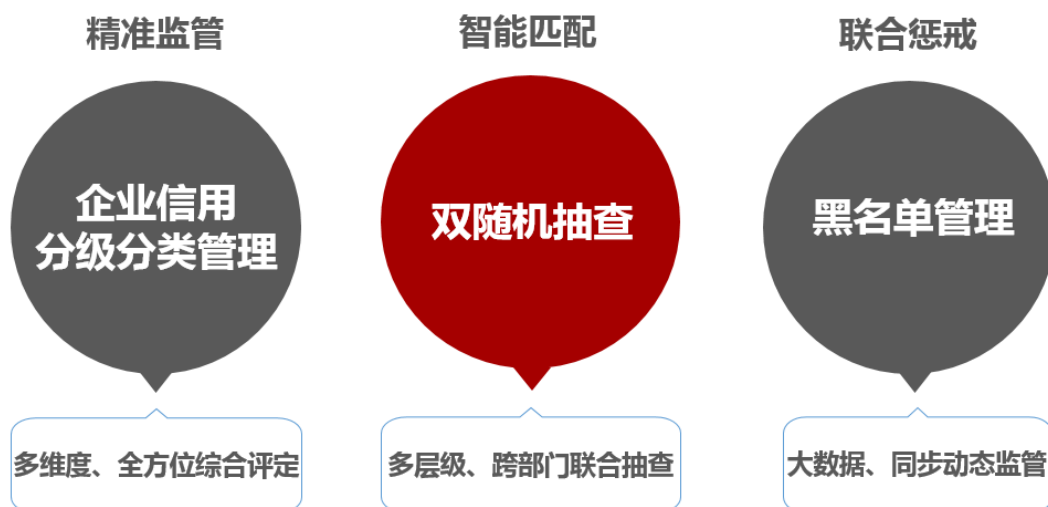 精准监管
智能匹配
联合惩戒
企业信用
分级分类管理
双随机抽查
黑名单管理
多维度、全方位综合评定
多层级、跨部门联合抽查
大数据、同步动态监管